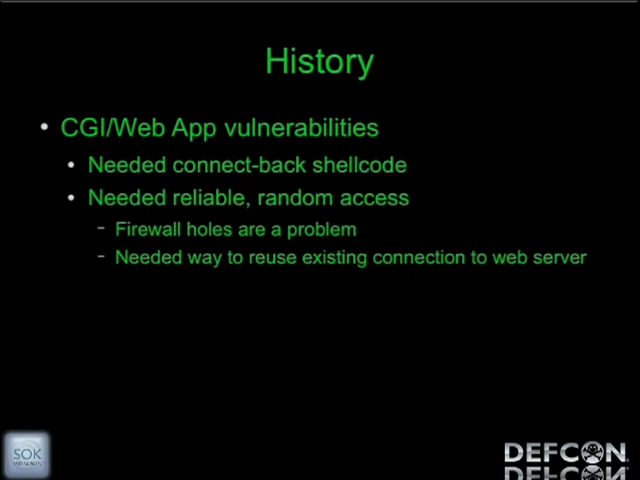 History
• CGI/Web App vulnerabilities
• Needed connect-back shellcode
• Needed reliable, random access
- Firewall holes are a problem
- Needed way to reuse existing connection to web server
SOK
PRESENTS
DEFCON